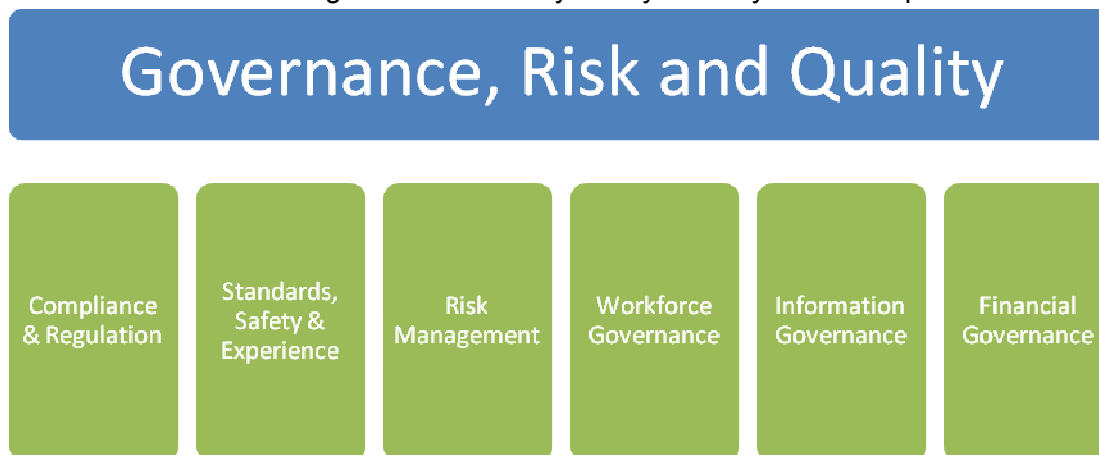 Governance, Risk and Quality
Compliance
& Regulation
Standards,
Safety &
Experience
Risk
Management
Workforce
Governance
Information
Governance
Financial
Governance